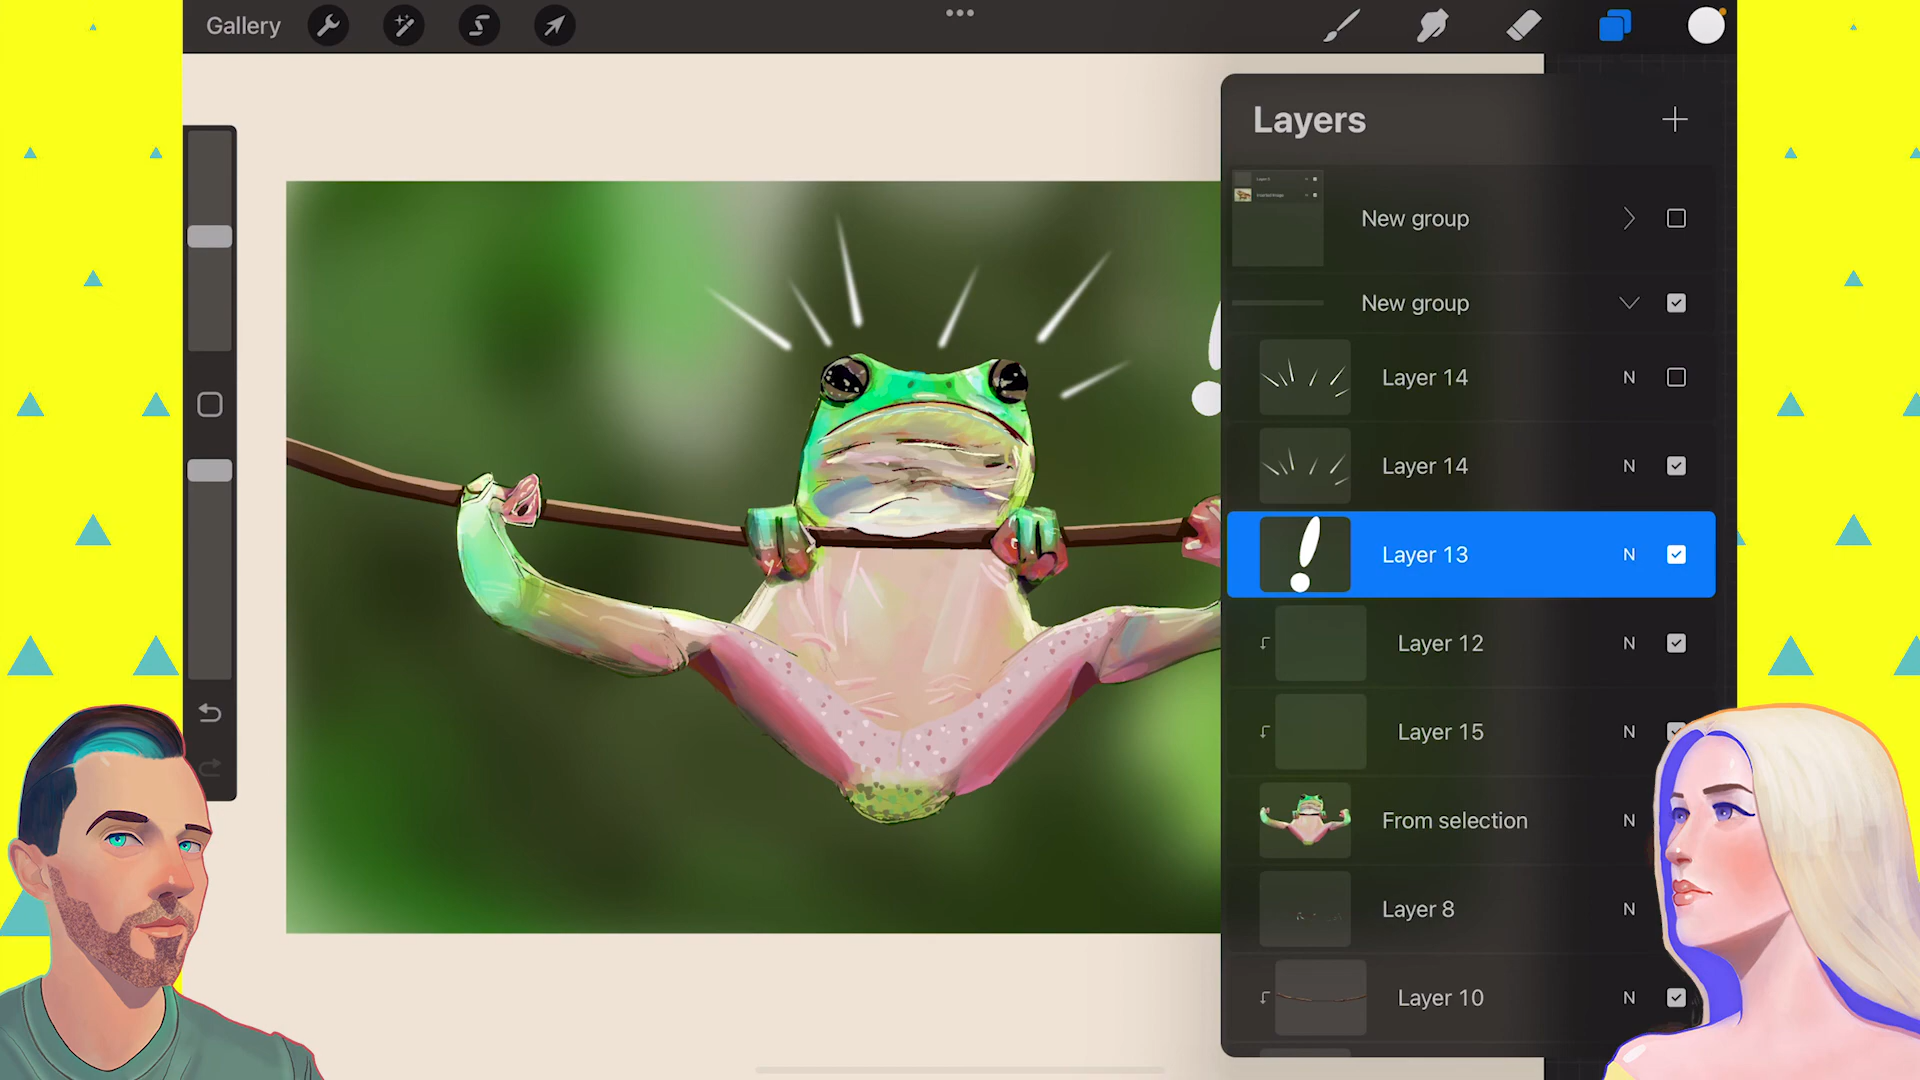 Gallery
Layers
New group
New group
Layer 14
N
Layer 14
N
Layer 13
N
Layer 12
N
Layer 15
N
From selection
N
Layer 8
N
Layer 10
N